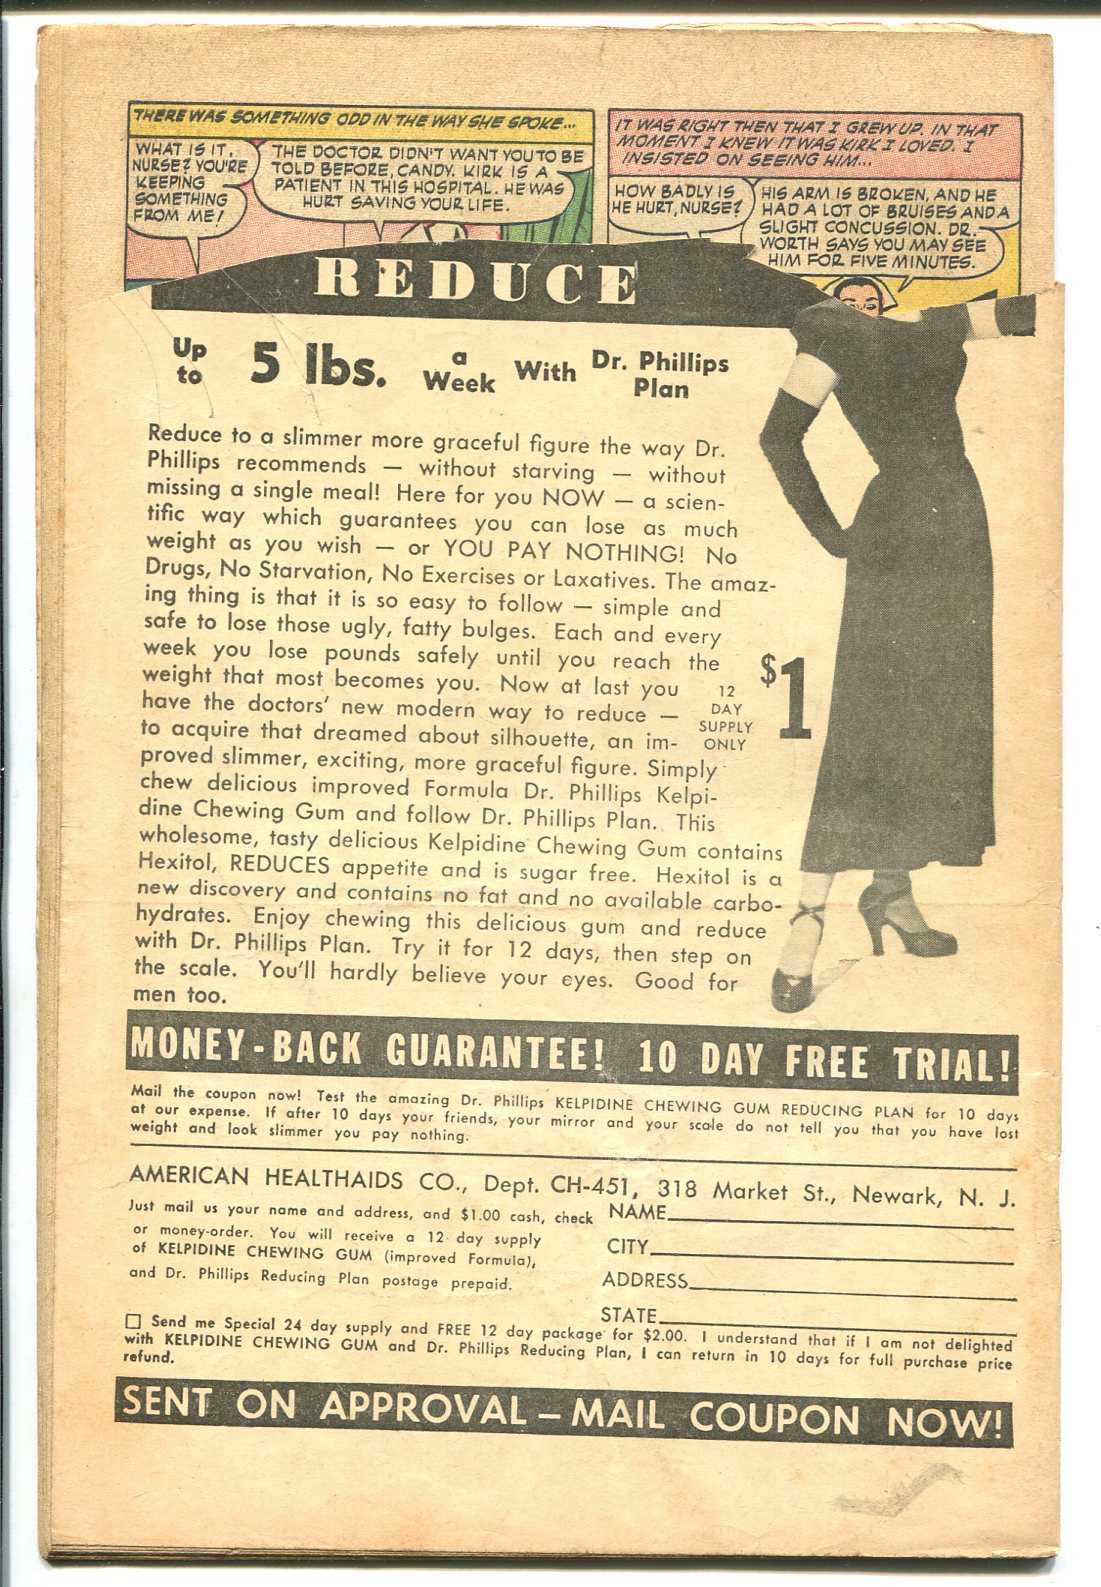 THERE WAS SOMETHING ODD IN THE WAY SHE SPOKE...
WHAT IS IT,
NURSE? YOU'RE
KEEPING
SOMETHING
FROM ME!
THE DOCTOR DIDN'T WANT YOU TO BE
TOLD BEFORE, CANDY. KIRK IS A
PATIENT IN THIS HOSPITAL. HE WAS
HURT SAVING YOUR LIFE.
IT WAS RIGHT THEN THAT I GREW UP. IN THAT
MOMENT I KNEW IT WAS KIRK I LOVED. I
INSISTED ON SEEING HIM...
HOW BADLY IS
HE HURT, NURSE?
HIS ARM IS BROKEN, AND HE
HAD A LOT OF BRUISES AND A
SLIGHT CONCUSSION. DR.
WORTH SAYS YOU MAY SEE
HIM FOR FIVE MINUTES.
REDUCE
Up to 5 lbs. a Week With Dr. Phillips Plan
Reduce to a slimmer more graceful figure the way Dr.
Phillips recommends — without starving — without
missing a single meal! Here for you NOW — a scien-
tific way which guarantees you can lose as much
weight as you wish — or YOU PAY NOTHING! No
Drugs, No Starvation, No Exercises or Laxatives. The amaz-
ing thing is that it is so easy to follow — simple and
safe to lose those ugly, fatty bulges. Each and every
week you lose pounds safely until you reach the
weight that most becomes you. Now at last you
have the doctors' new modern way to reduce —
to acquire that dreamed about silhouette, an im-
proved slimmer, exciting, more graceful figure. Simply
chew delicious improved Formula Dr. Phillips Kelpi-
dine Chewing Gum and follow Dr. Phillips Plan. This
wholesome, tasty delicious Kelpidine Chewing Gum contains
Hexitol, REDUCES appetite and is sugar free. Hexitol is a
new discovery and contains no fat and no available carbo-
hydrates. Enjoy chewing this delicious gum and reduce
with Dr. Phillips Plan. Try it for 12 days, then step on
the scale. You'll hardly believe your eyes. Good for
men too.
12
DAY
SUPPLY
ONLY
$1
MONEY-BACK GUARANTEE! 10 DAY FREE TRIAL!
Mail the coupon now! Test the amazing Dr. Phillips KELPIDINE CHEWING GUM REDUCING PLAN for 10 days
at our expense. If after 10 days your friends, your mirror and your scale do not tell you that you have lost
weight and look slimmer you pay nothing.
AMERICAN HEALTHAIDS CO., Dept. CH-451, 318 Market St., Newark, N. J.
Just mail us your name and address, and $1.00 cash, check
or money-order. You will receive a 12 day supply
of KELPIDINE CHEWING GUM (improved Formula),
and Dr. Phillips Reducing Plan postage prepaid.
NAME
CITY
ADDRESS
STATE
Send me Special 24 day supply and FREE 12 day package for $2.00. I understand that if I am not delighted
with KELPIDINE CHEWING GUM and Dr. Phillips Reducing Plan, I can return in 10 days for full purchase price
refund.
SENT ON APPROVAL — MAIL COUPON NOW!